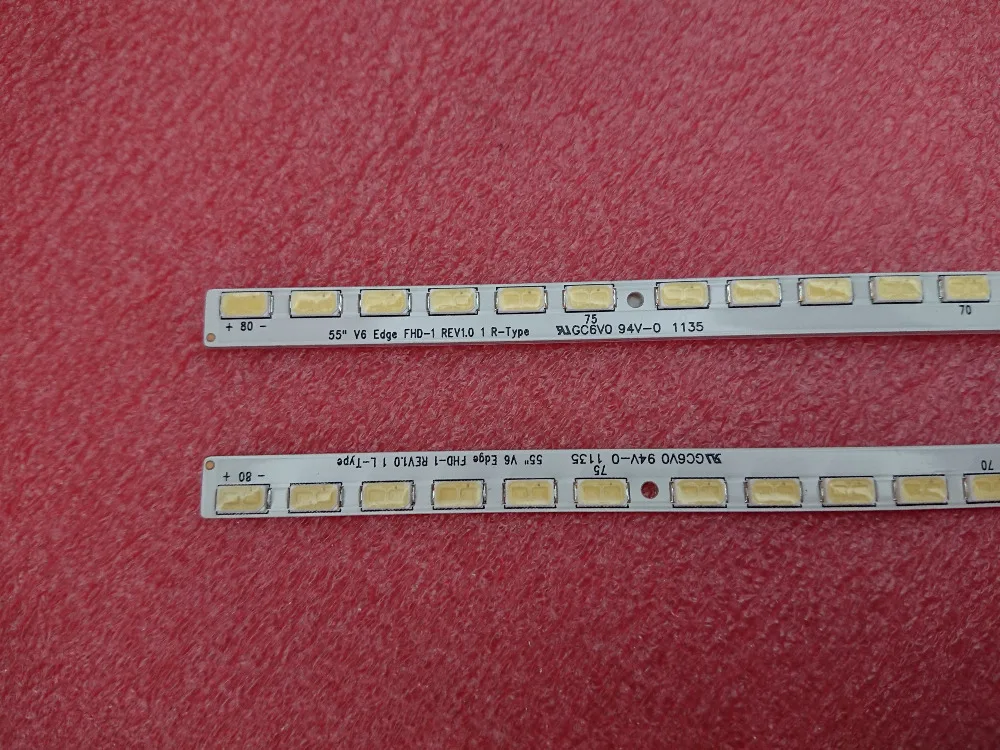 + 80 -
55" V6 Edge FHD-1 REV1.0 1 R-Type
75
GC6V0 94V-0 1135
70
+ 80 -
55" V6 Edge FHD-1 REV1.0 1 L-Type
75
GC6V0 94V-0 1135
70